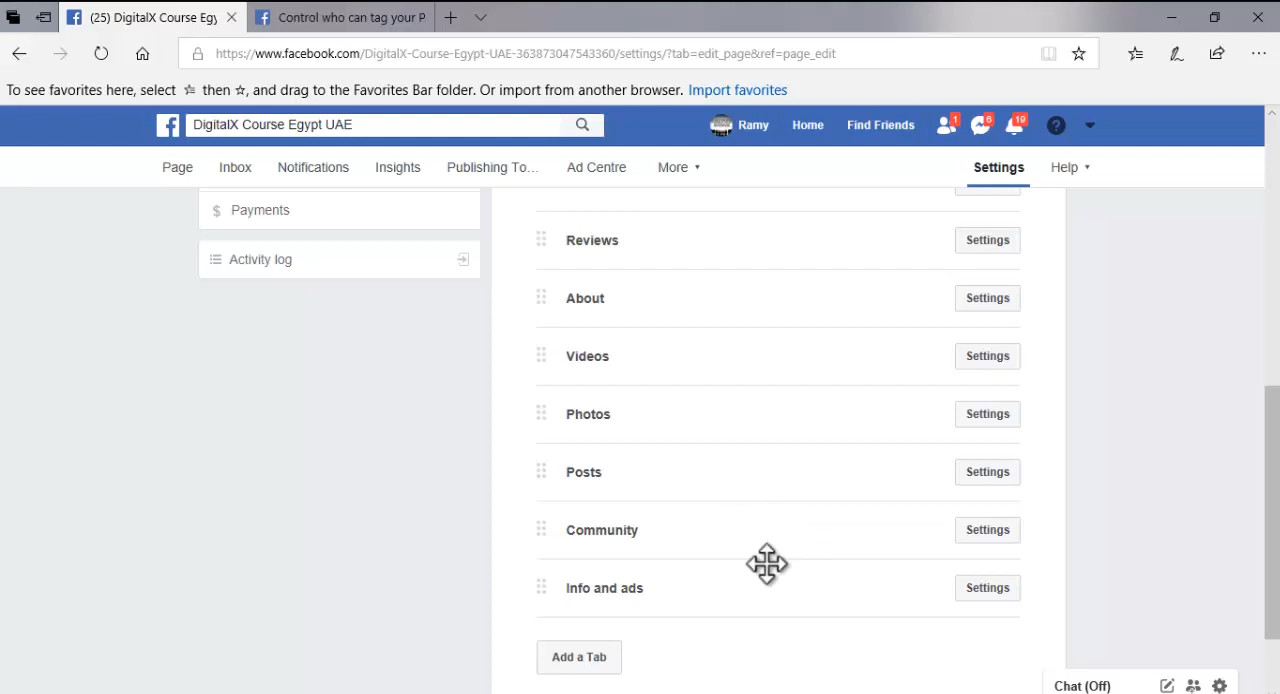 (25) DigitalX Course Egy
Control who can tag your P
https://www.facebook.com/DigitalX-Course-Egypt-UAE-363873047543360/settings/?tab=edit_page&ref=page_edit
To see favorites here, select ☆ then ☆, and drag to the Favorites Bar folder. Or import from another browser. Import favorites
DigitalX Course Egypt UAE
Ramy Home Find Friends 1 6 19
Page Inbox Notifications Insights Publishing To... Ad Centre More Settings Help
$ Payments
Activity log
Reviews Settings
About Settings
Videos Settings
Photos Settings
Posts Settings
Community Settings
Info and ads Settings
Add a Tab
Chat (Off)